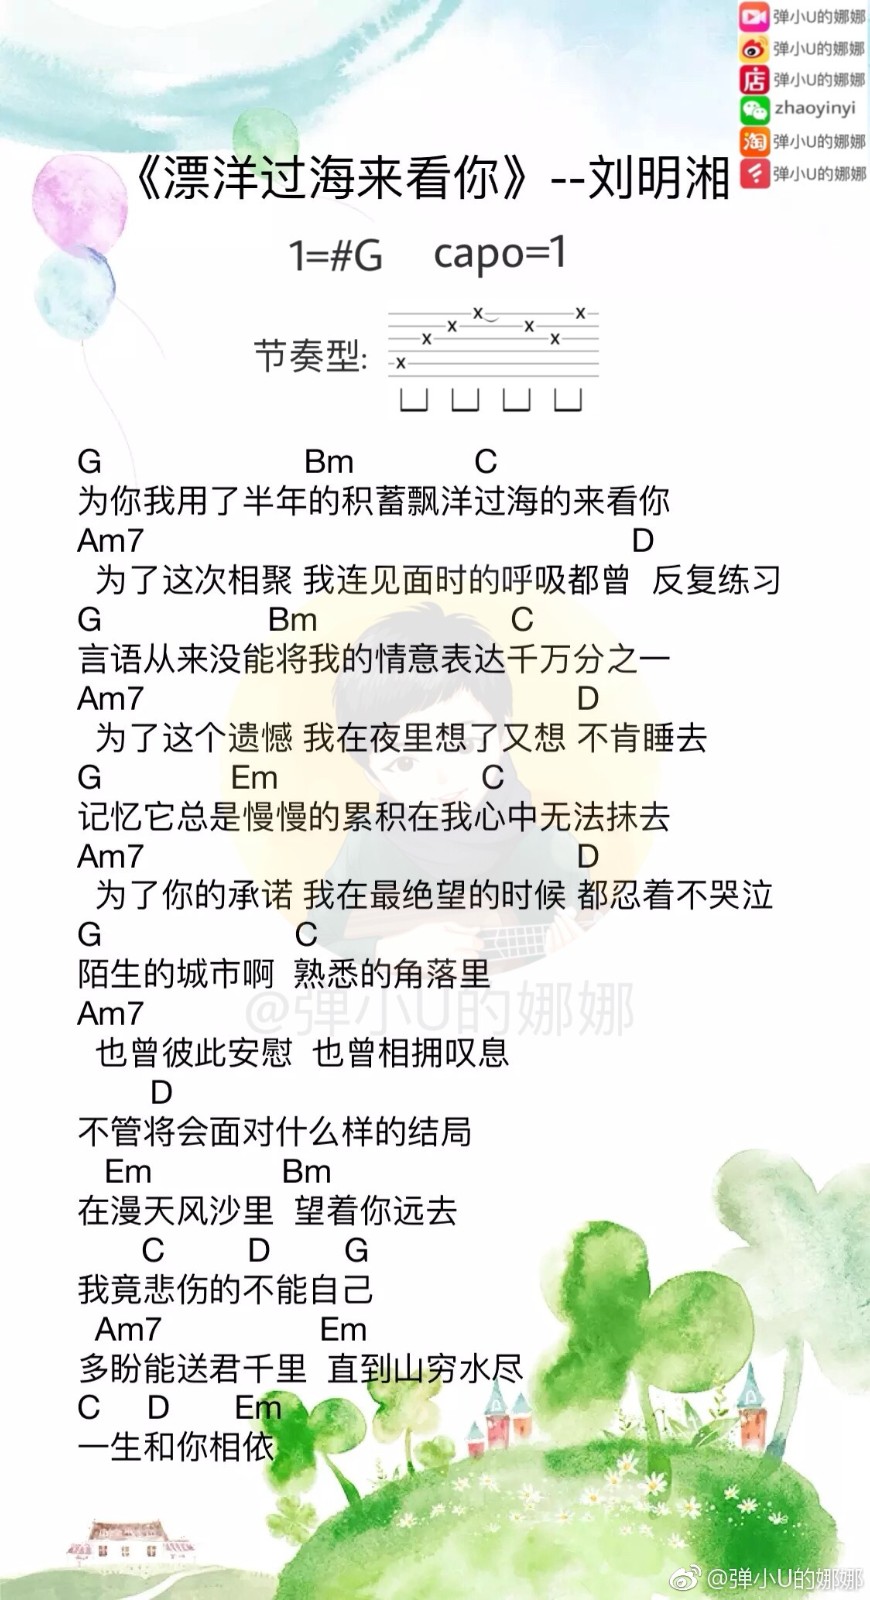 弹小U的娜娜
弹小U的娜娜
店 弹小U的娜娜
zhaoyinyi
淘 弹小U的娜娜
弹小U的娜娜
《漂洋过海来看你》--刘明湘
1=#G capo=1
节奏型:
x x x x x x x
G Bm C
为你我用了半年的积蓄飘洋过海的来看你
Am7 D
为了这次相聚 我连见面时的呼吸都曾 反复练习
G Bm C
言语从来没能将我的情意表达千万分之一
Am7 D
为了这个遗憾 我在夜里想了又想 不肯睡去
G Em C
记忆它总是慢慢的累积在我心中无法抹去
Am7 D
为了你的承诺 我在最绝望的时候 都忍着不哭泣
G C
陌生的城市啊 熟悉的角落里
@弹小U的娜娜
Am7
也曾彼此安慰 也曾相拥叹息
D
不管将会面对什么样的结局
Em Bm
在漫天风沙里 望着你远去
C D G
我竟悲伤的不能自己
Am7 Em
多盼能送君千里 直到山穷水尽
C D Em
一生和你相依
@弹小U的娜娜